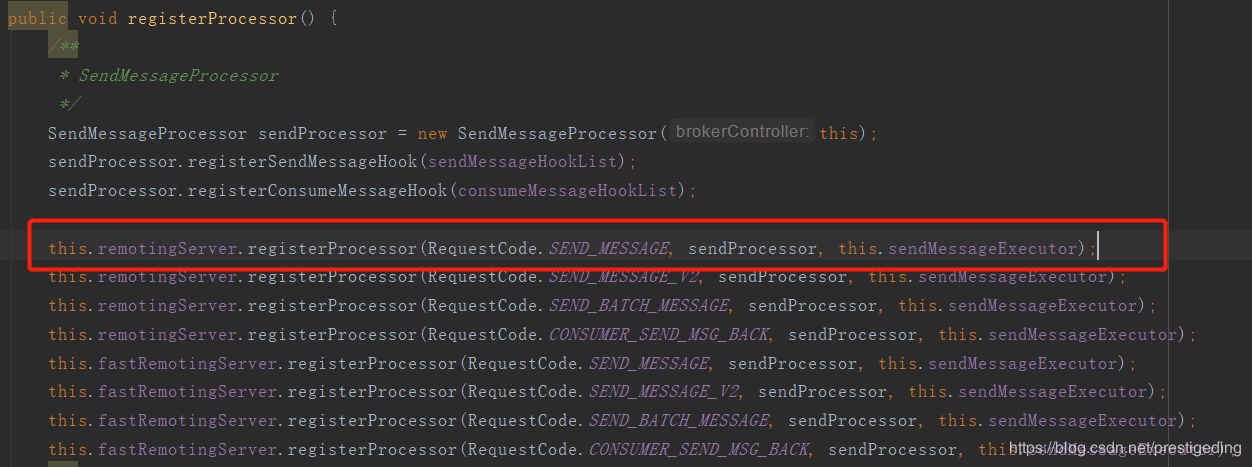 public void registerProcessor() {
/**
* SendMessageProcessor
*/
SendMessageProcessor sendProcessor = new SendMessageProcessor( brokerController: this);
sendProcessor.registerSendMessageHook(sendMessageHookList);
sendProcessor.registerConsumeMessageHook(consumeMessageHookList);
this.remotingServer.registerProcessor(RequestCode.SEND_MESSAGE, sendProcessor, this.sendMessageExecutor);
this.remotingServer.registerProcessor(RequestCode.SEND_MESSAGE_V2, sendProcessor, this.sendMessageExecutor);
this.remotingServer.registerProcessor(RequestCode.SEND_BATCH_MESSAGE, sendProcessor, this.sendMessageExecutor);
this.remotingServer.registerProcessor(RequestCode.CONSUMER_SEND_MSG_BACK, sendProcessor, this.sendMessageExecutor);
this.fastRemotingServer.registerProcessor(RequestCode.SEND_MESSAGE, sendProcessor, this.sendMessageExecutor);
this.fastRemotingServer.registerProcessor(RequestCode.SEND_MESSAGE_V2, sendProcessor, this.sendMessageExecutor);
this.fastRemotingServer.registerProcessor(RequestCode.SEND_BATCH_MESSAGE, sendProcessor, this.sendMessageExecutor);
this.fastRemotingServer.registerProcessor(RequestCode.CONSUMER_SEND_MSG_BACK, sendProcessor, this.sendMessageExecutor);
https://blog.csdn.net/prestigeding